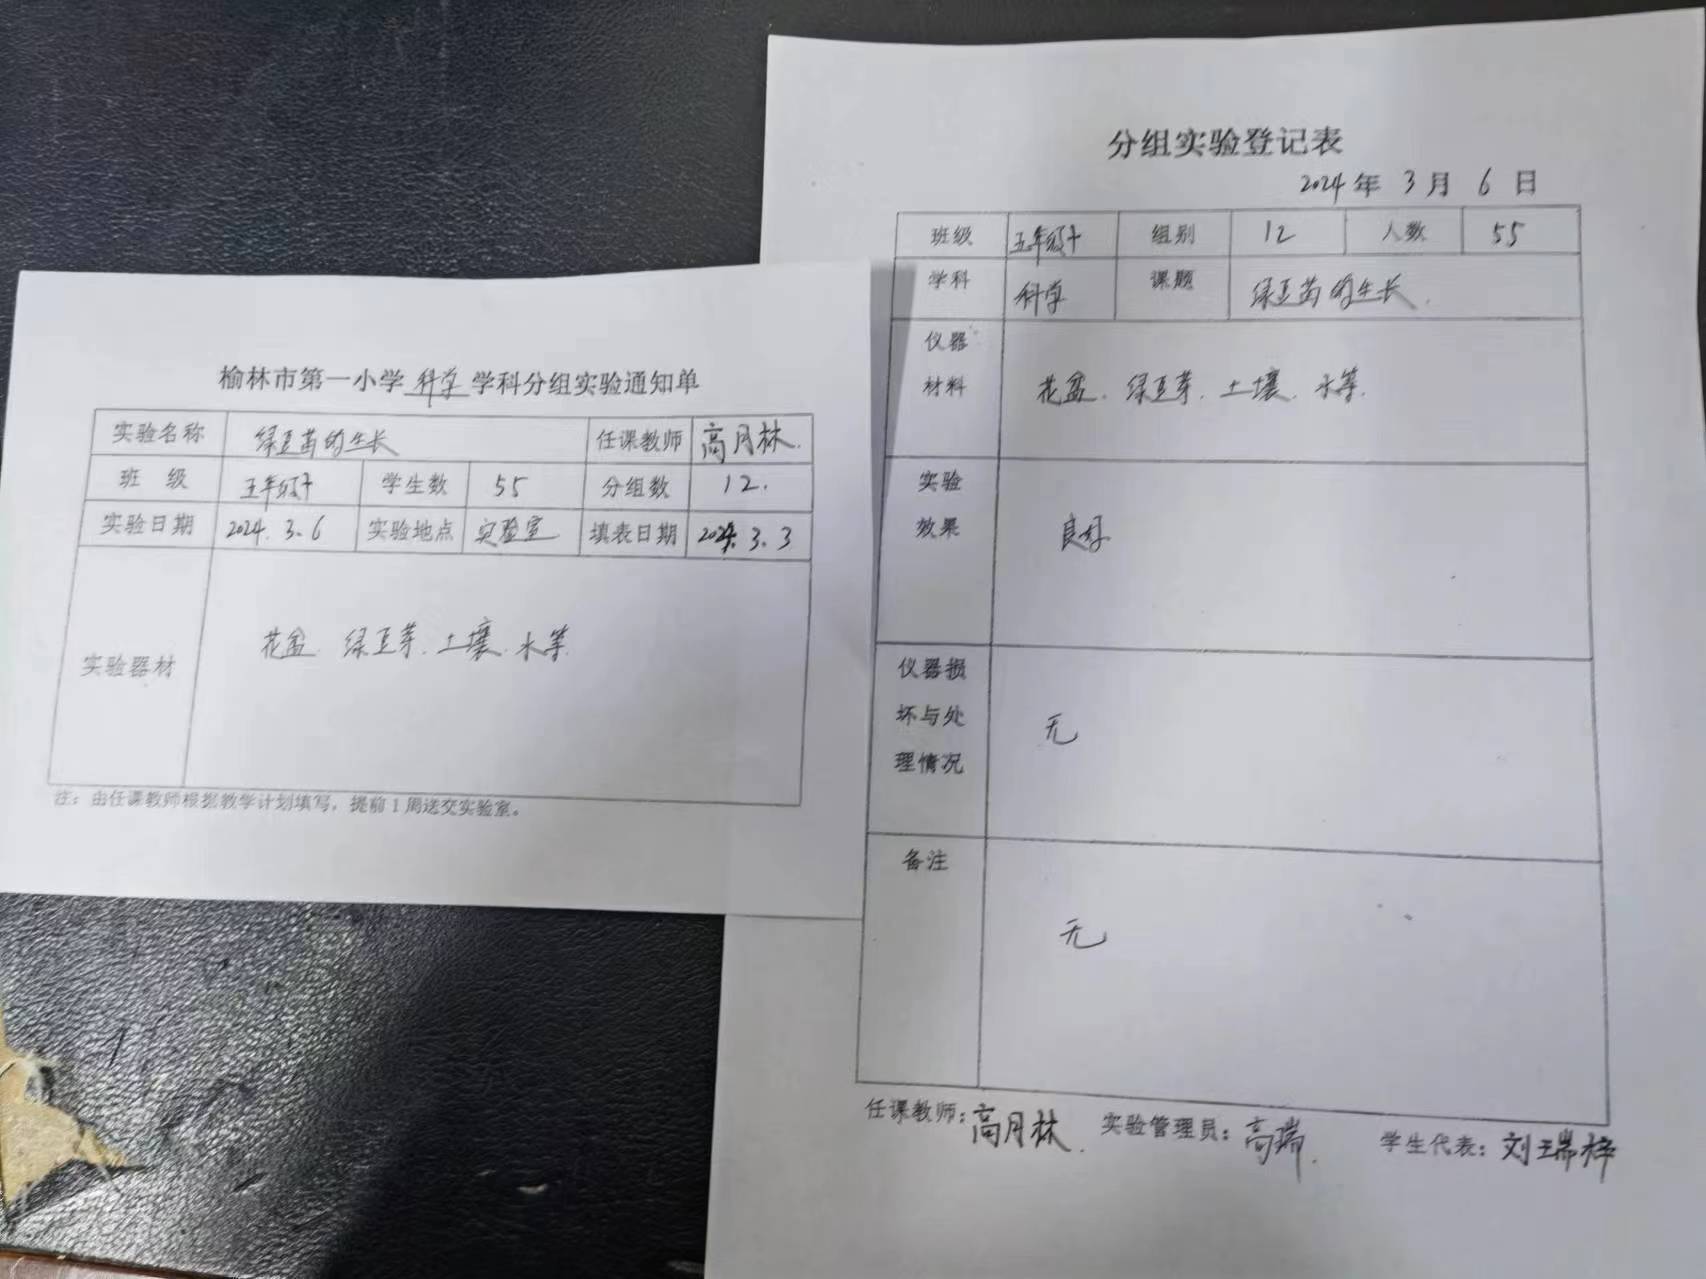 榆林市第一小学科学学科分组实验通知单
实验名称 绿豆苗的生长 任课教师 高月林.
班 级 五年级十 学生数 55 分组数 12.
实验日期 2024.3.6 实验地点 实验室 填表日期 2024.3.3
实验器材 花盆.绿豆芽.土壤.水等.
注：由任课教师根据教学计划填写，提前1周送交实验室。
分组实验登记表
2024年 3月 6日
班级 五年级十 组别 12 人数 55
学科 科学 课题 绿豆苗的生长.
仪器
材料 花盆.绿豆芽.土壤.水等.
实验
效果 良好
仪器损
坏与处 无
理情况
备注
无
任课教师：高月林. 实验管理员：高瑞. 学生代表：刘瑞梓